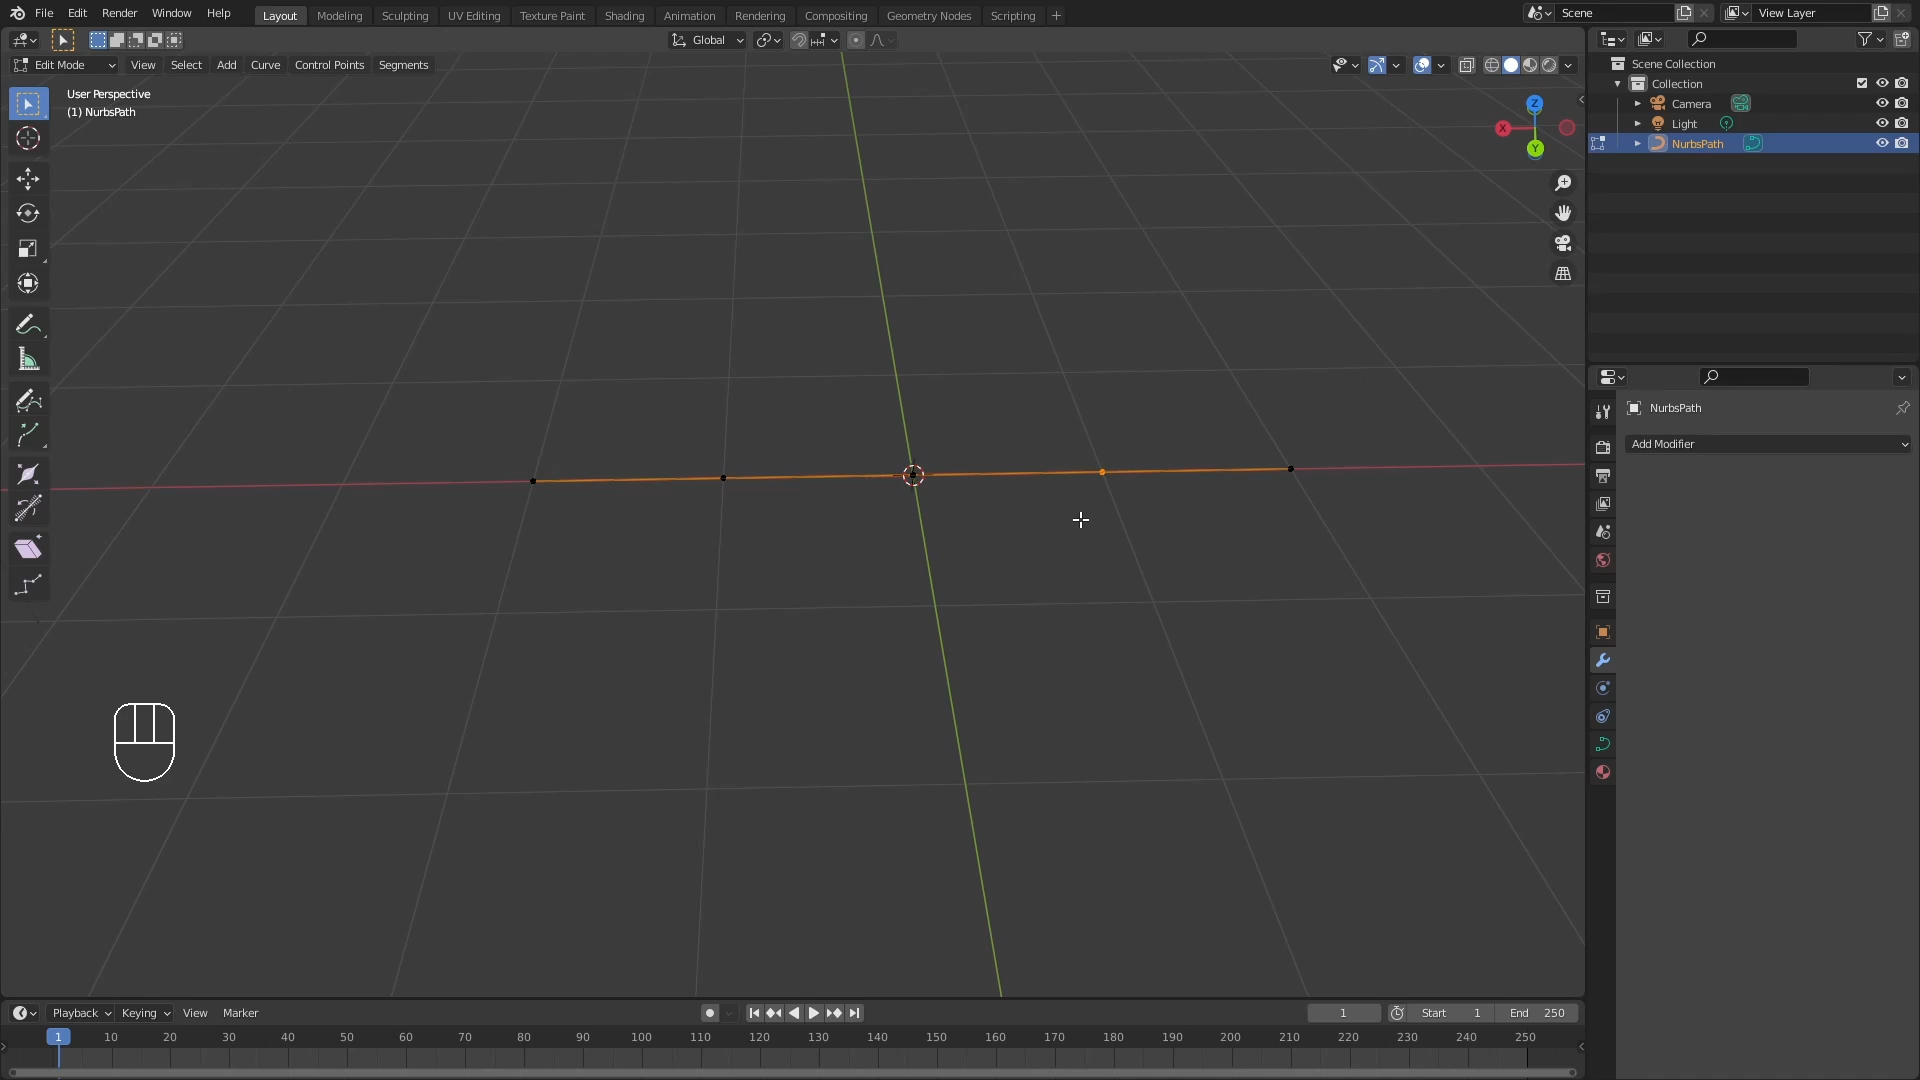 File Edit Render Window Help
Layout Modeling Sculpting UV Editing Texture Paint Shading Animation Rendering Compositing Geometry Nodes Scripting +
Scene
View Layer
Global
Edit Mode View Select Add Curve Control Points Segments
User Perspective
(1) NurbsPath
Z
X
Y
Scene Collection
Collection
Camera
Light
NurbsPath
NurbsPath
Add Modifier
Playback Keying View Marker
1
Start 1
End 250
1 10 20 30 40 50 60 70 80 90 100 110 120 130 140 150 160 170 180 190 200 210 220 230 240 250